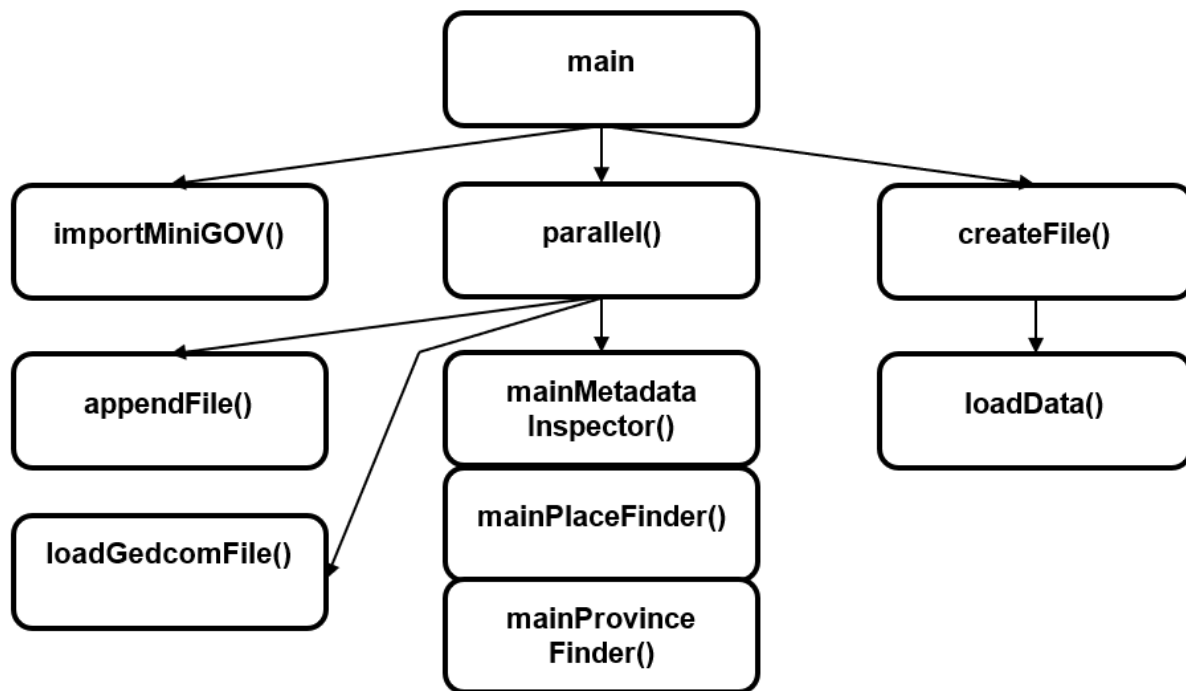 main
importMiniGOV()
parallel()
createFile()
appendFile()
mainMetadata
Inspector()
loadData()
mainPlaceFinder()
loadGedcomFile()
mainProvince
Finder()